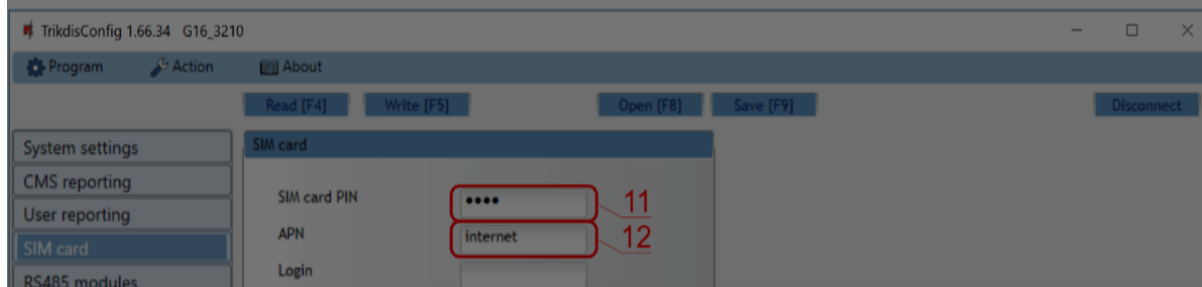 TrikdisConfig 1.66.34 G16_3210
Program Action About
Read [F4] Write [F5] Open [F8] Save [F9] Disconnect
System settings
CMS reporting
User reporting
SIM card
RS485 modules
SIM card
SIM card PIN •••• 11
APN internet 12
Login